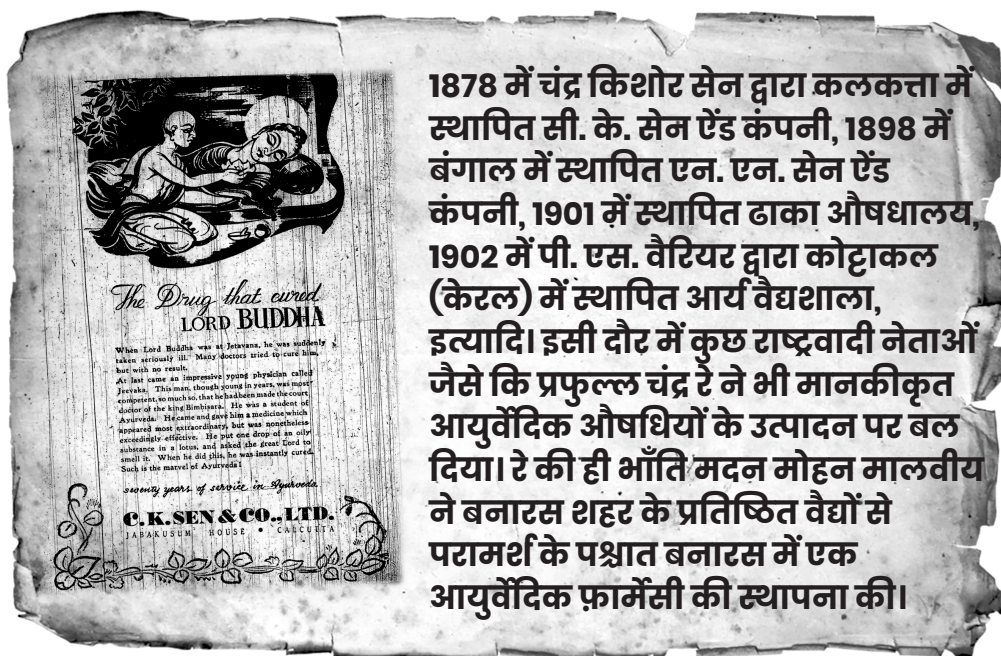 The Drug that cured
LORD BUDDHA
When Lord Buddha was at Jetavana, he was suddenly
taken seriously ill. Many doctors tried to cure him,
but with no result.
At last came an impressive young physician called
Jeevaka. This man, though young in years, was most
competent, so much so, that he had been made the court
doctor of the king Bimbisara. He was a student of
Ayurveda. He came and gave him a medicine which
appeared most extraordinary, but was nonetheless
exceedingly effective. He put one drop of an oily
substance in a lotus, and asked the great Lord to
smell it. When he did this, he was instantly cured.
Such is the marvel of Ayurveda!
seventy years of service in Ayurveda
C. K. SEN & CO., LTD.
JABAKUSUM HOUSE • CALCUTTA
1878 में चंद्र किशोर सेन द्वारा कलकत्ता में
स्थापित सी. के. सेन ऐंड कंपनी, 1898 में
बंगाल में स्थापित एन. एन. सेन ऐंड
कंपनी, 1901 में स्थापित ढाका औषधालय,
1902 में पी. एस. वैरियर द्वारा कोट्टाकल
(केरल) में स्थापित आर्य वैद्यशाला,
इत्यादि। इसी दौर में कुछ राष्ट्रवादी नेताओं
जैसे कि प्रफुल्ल चंद्र रे ने भी मानकीकृत
आयुर्वेदिक औषधियों के उत्पादन पर बल
दिया। रे की ही भाँति मदन मोहन मालवीय
ने बनारस शहर के प्रतिष्ठित वैद्यों से
परामर्श के पश्चात बनारस में एक
आयुर्वेदिक फ़ार्मेसी की स्थापना की।